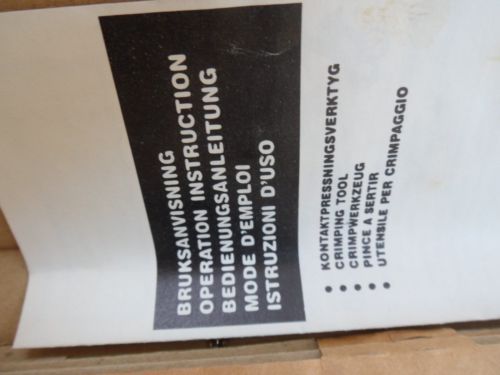 BRUKSANVISNING
OPERATION INSTRUCTION
BEDIENUNGSANLEITUNG
MODE D'EMPLOI
ISTRUZIONI D'USO
• KONTAKTPRESSNINGSVERKTYG
• CRIMPING TOOL
• CRIMPWERKZEUG
• PINCE A SERTIR
• UTENSILE PER CRIMPAGGIO